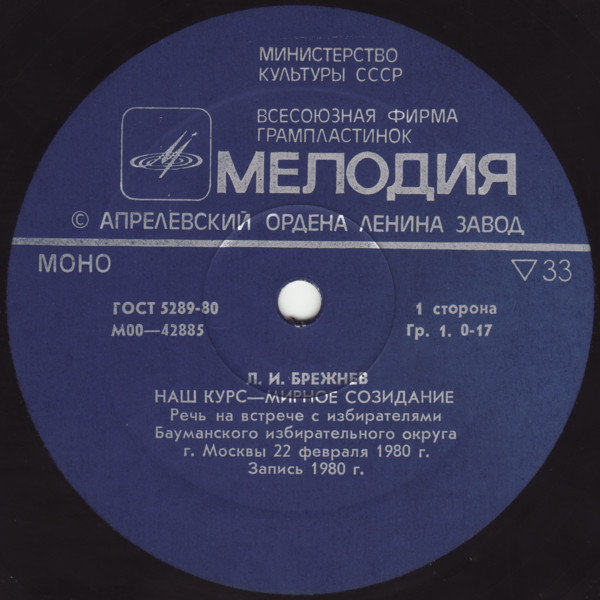 МИНИСТЕРСТВО
КУЛЬТУРЫ СССР
ВСЕСОЮЗНАЯ ФИРМА
ГРАМПЛАСТИНОК
МЕЛОДИЯ
© АПРЕЛЕВСКИЙ ОРДЕНА ЛЕНИНА ЗАВОД
МОНО
▽33
ГОСТ 5289-80
М00—42885
1 сторона
Гр. 1. 0-17
Л. И. БРЕЖНЕВ
НАШ КУРС—МИРНОЕ СОЗИДАНИЕ
Речь на встрече с избирателями
Бауманского избирательного округа
г. Москвы 22 февраля 1980 г.
Запись 1980 г.